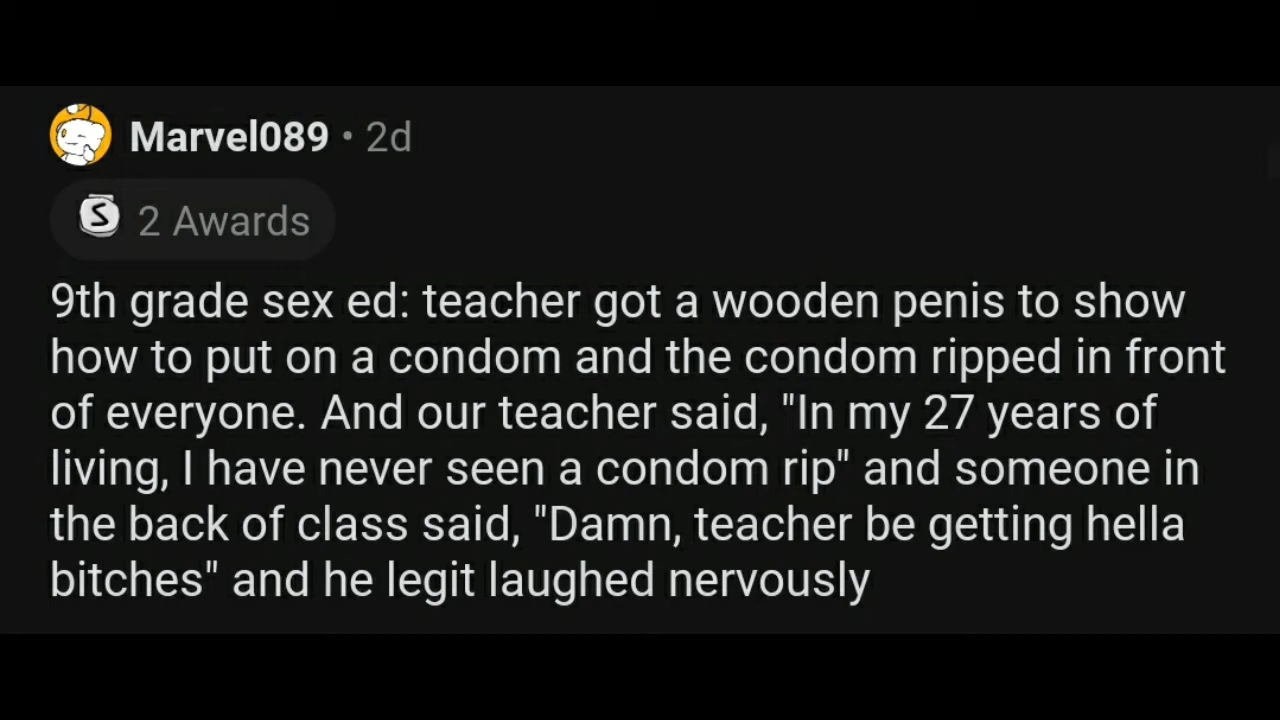 Marvel089 • 2d
2 Awards
9th grade sex ed: teacher got a wooden penis to show
how to put on a condom and the condom ripped in front
of everyone. And our teacher said, "In my 27 years of
living, I have never seen a condom rip" and someone in
the back of class said, "Damn, teacher be getting hella
bitches" and he legit laughed nervously